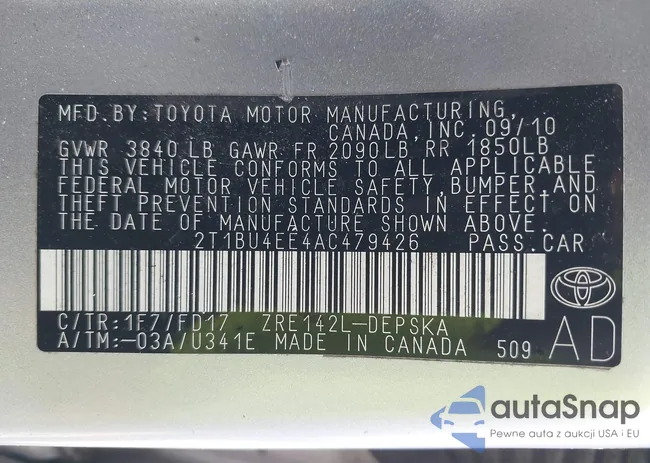 MFD.BY:TOYOTA MOTOR MANUFACTURING,
CANADA, INC. 09/10
GVWR 3840 LB GAWR FR 2090LB RR 1850LB
THIS VEHICLE CONFORMS TO ALL APPLICABLE
FEDERAL MOTOR VEHICLE SAFETY, BUMPER, AND
THEFT PREVENTION STANDARDS IN EFFECT ON
THE DATE OF MANUFACTURE SHOWN ABOVE.
2T1BU4EE4AC479426 PASS.CAR
C/TR:1F7/FD17 ZRE142L-DEPSKA
A/TM:-03A/U341E MADE IN CANADA 509 AD
autaSnap
Pewne auta z aukcji USA i EU